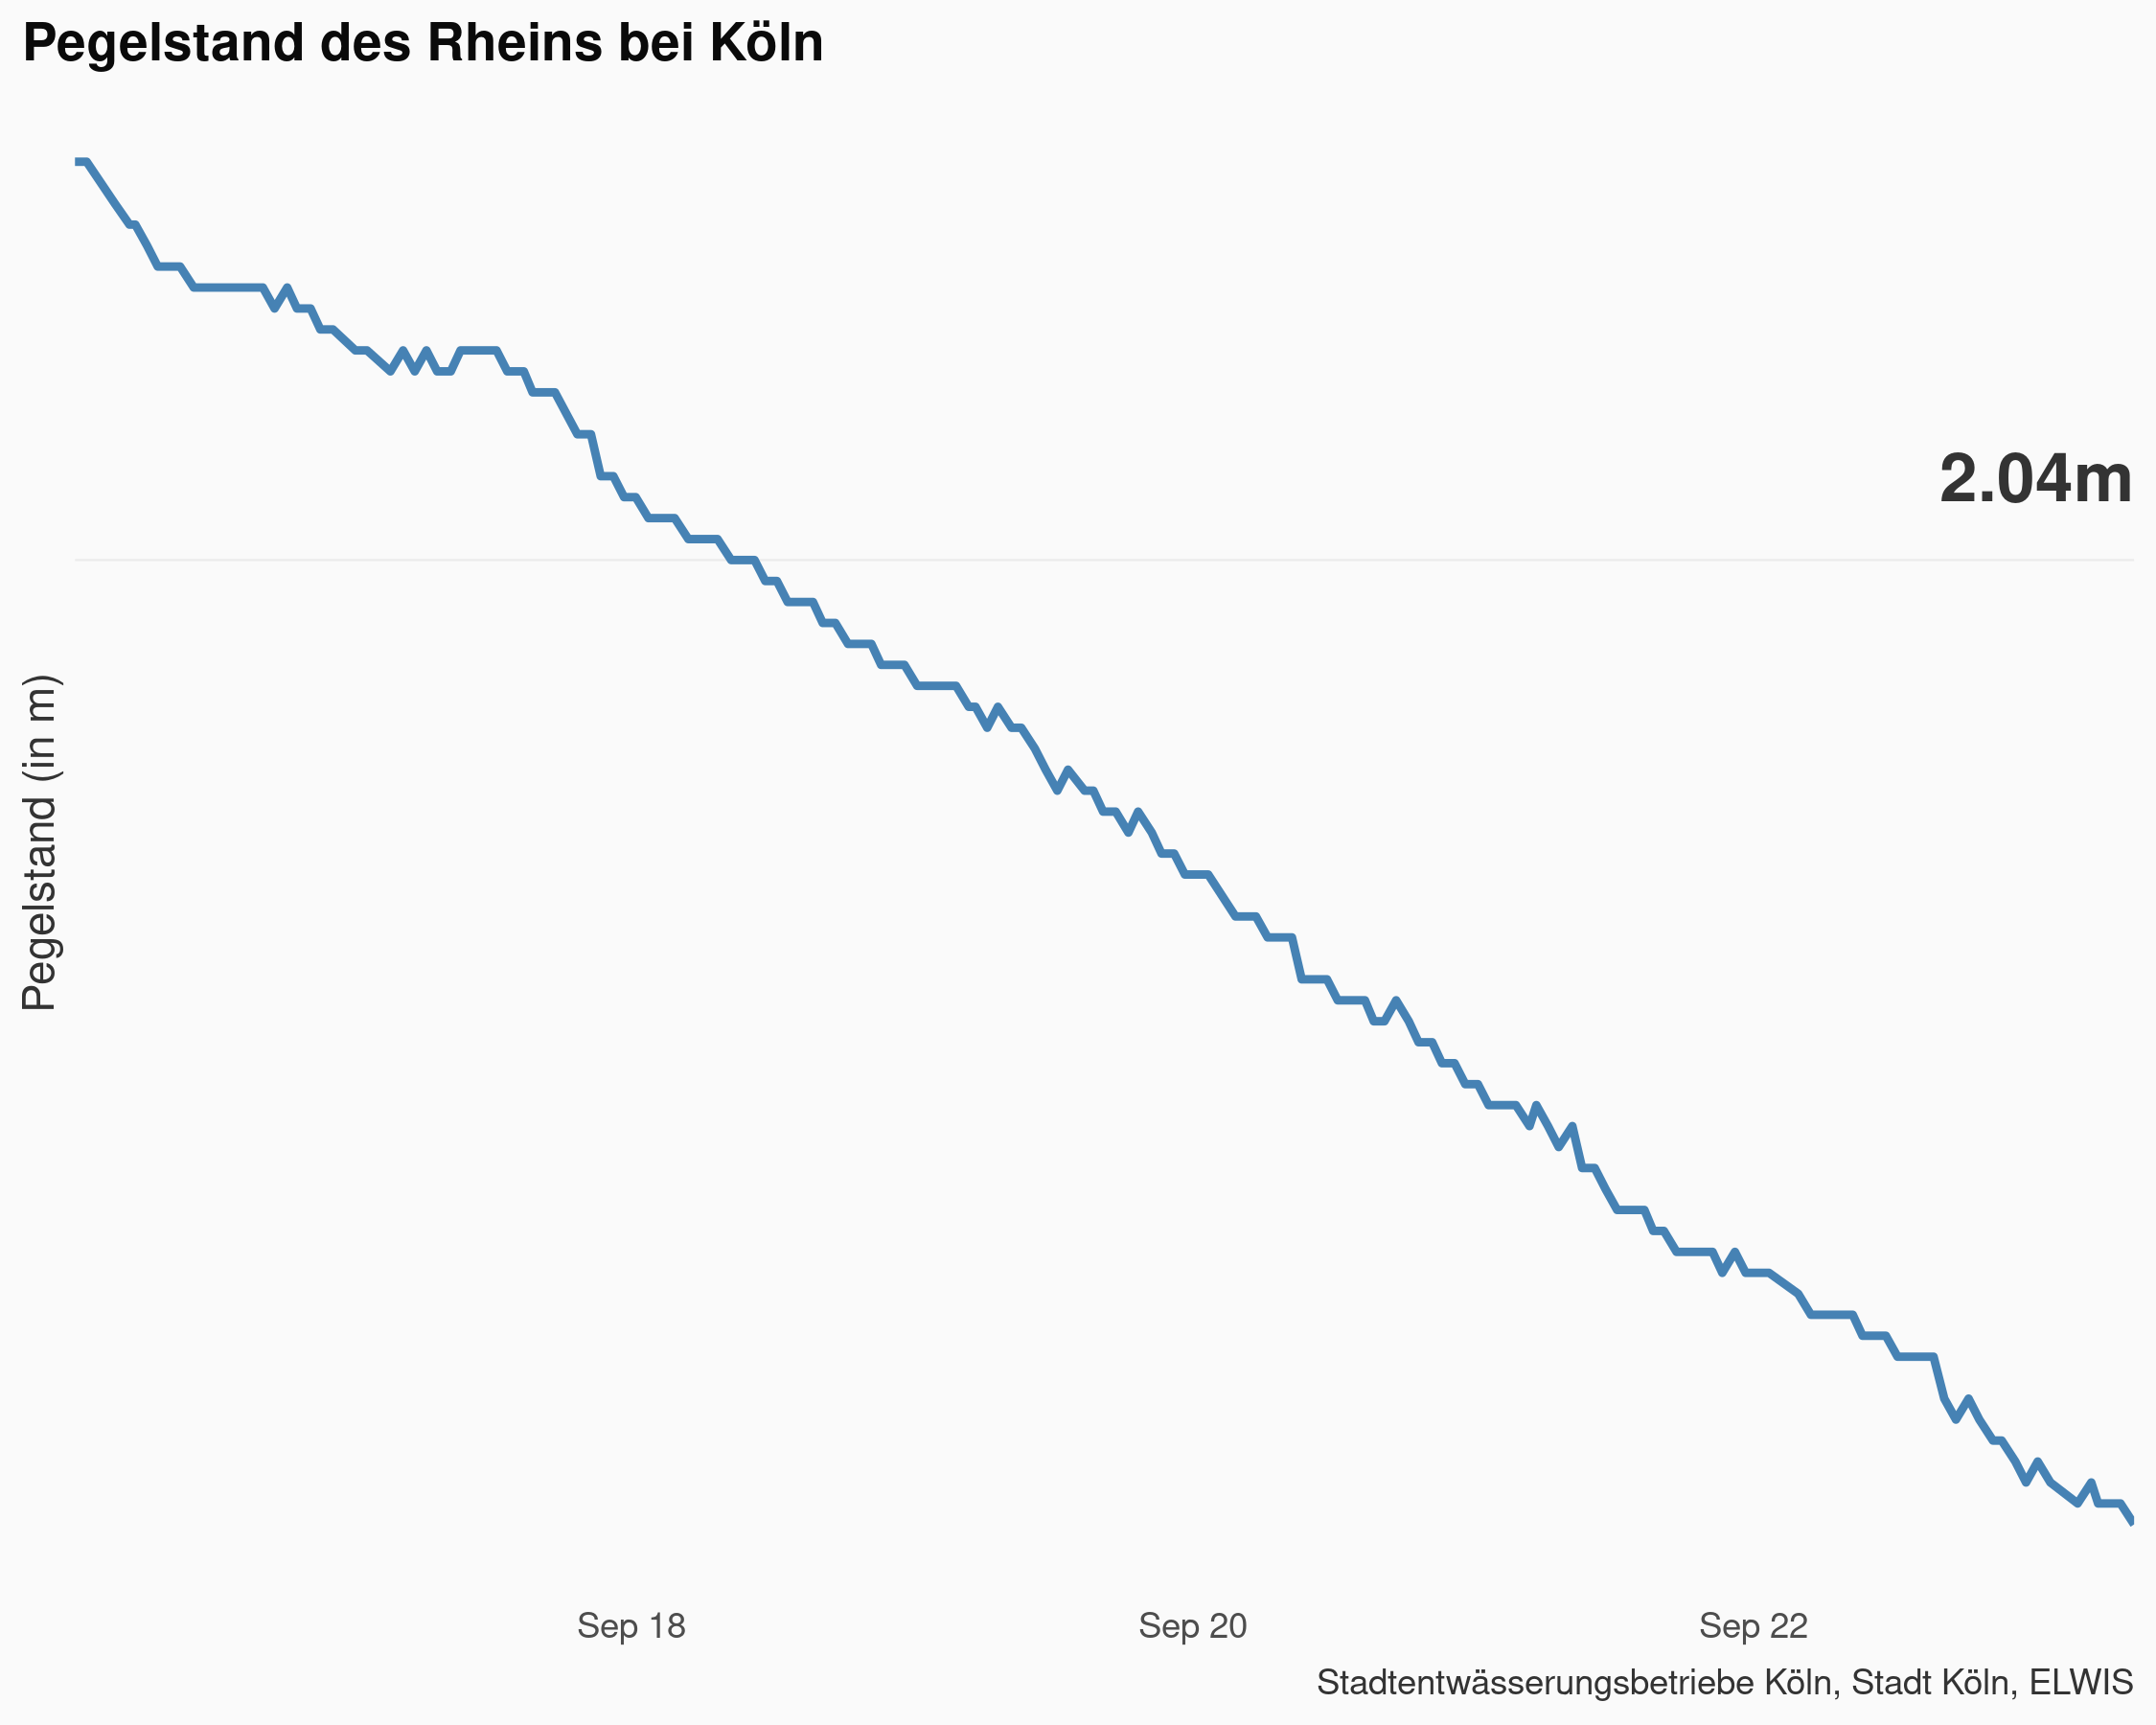 Pegelstand des Rheins bei Köln
2.04m
Pegelstand (in m)
Sep 18
Sep 20
Sep 22
Stadtentwässerungsbetriebe Köln, Stadt Köln, ELWIS